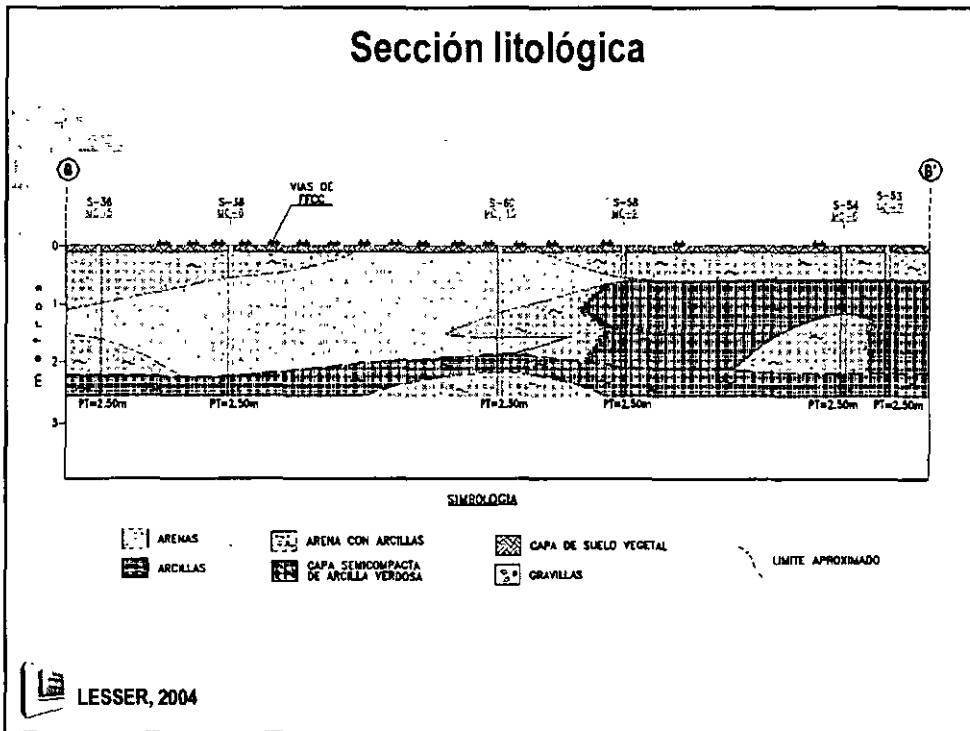 Sección litológica
B B'
VIAS DE
FFCC
S-36 S-38 S-60 S-58 S-54 S-53
0
1
2
3
Metros
PT=2.50m PT=2.50m PT=2.50m PT=2.50m PT=2.50m PT=2.50m
SIMBOLOGIA
ARENAS ARENA CON ARCILLAS CAPA DE SUELO VEGETAL LIMITE APROXIMADO
ARCILLAS CAPA SEMICOMPACTA
DE ARCILLA VERDOSA GRAVILLAS
LESSER, 2004